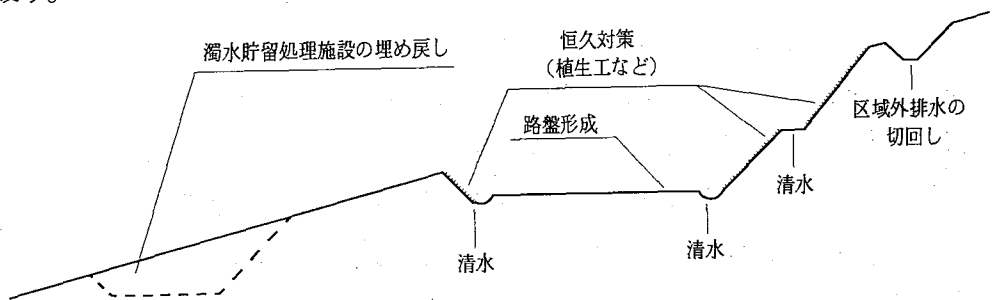 濁水貯留処理施設の埋め戻し
恒久対策
(植生工など)
路盤形成
区域外排水の
切回し
清水
清水
清水